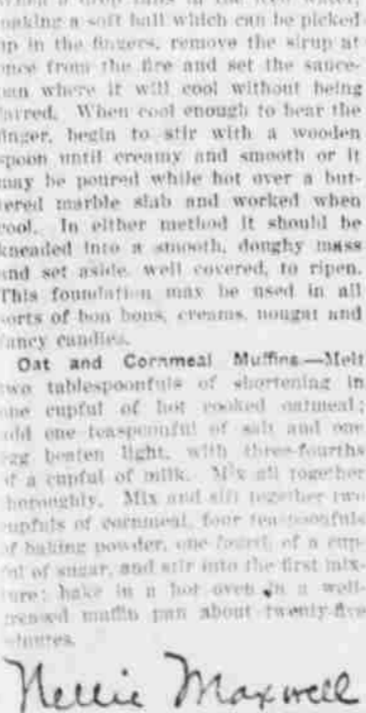 making a soft ball which can be picked
up in the fingers, remove the sirup at
once from the fire and set the sauce-
pan where it will cool without being
jarred. When cool enough to bear the
finger, begin to stir with a wooden
spoon until creamy and smooth or it
may be poured while hot over a but-
tered marble slab and worked when
cool. In either method it should be
kneaded into a smooth, doughy mass
and set aside, well covered, to ripen.
This foundation may be used in all
sorts of bon bons, creams, nougat and
fancy candies.
Oat and Cornmeal Muffins.—Melt
two tablespoonfuls of shortening in
one cupful of hot cooked oatmeal;
add one teaspoonful of salt and one
egg beaten light, with three-fourths
of a cupful of milk. Mix all together
thoroughly. Mix and sift together two
cupfuls of cornmeal, four teaspoonfuls
of baking powder, one-fourth of a cup-
ful of sugar, and stir into the first mix-
ture; bake in a hot oven in a well-
greased muffin pan about twenty-five
minutes.
Nellie Maxwell